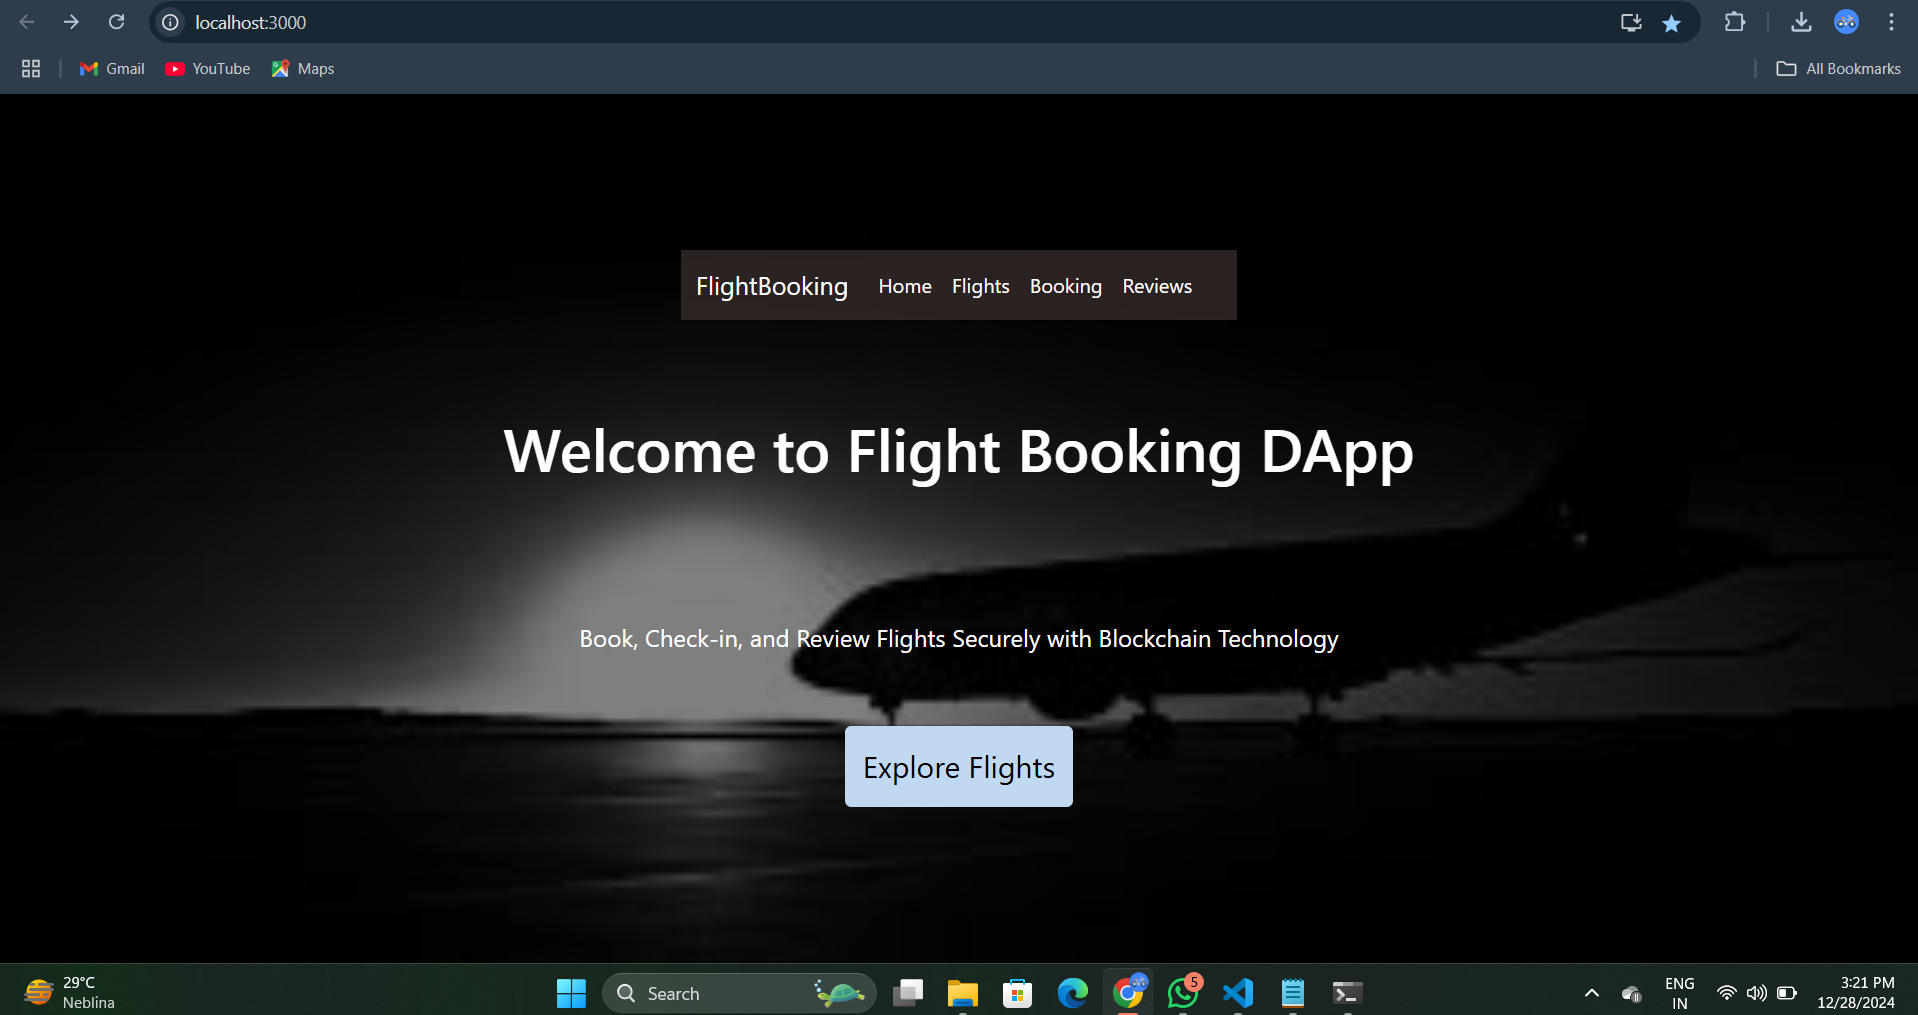 localhost:3000
Gmail YouTube Maps All Bookmarks
FlightBooking Home Flights Booking Reviews
Welcome to Flight Booking DApp
Book, Check-in, and Review Flights Securely with Blockchain Technology
Explore Flights
29°C
Neblina
Search
5
ENG
IN
3:21 PM
12/28/2024